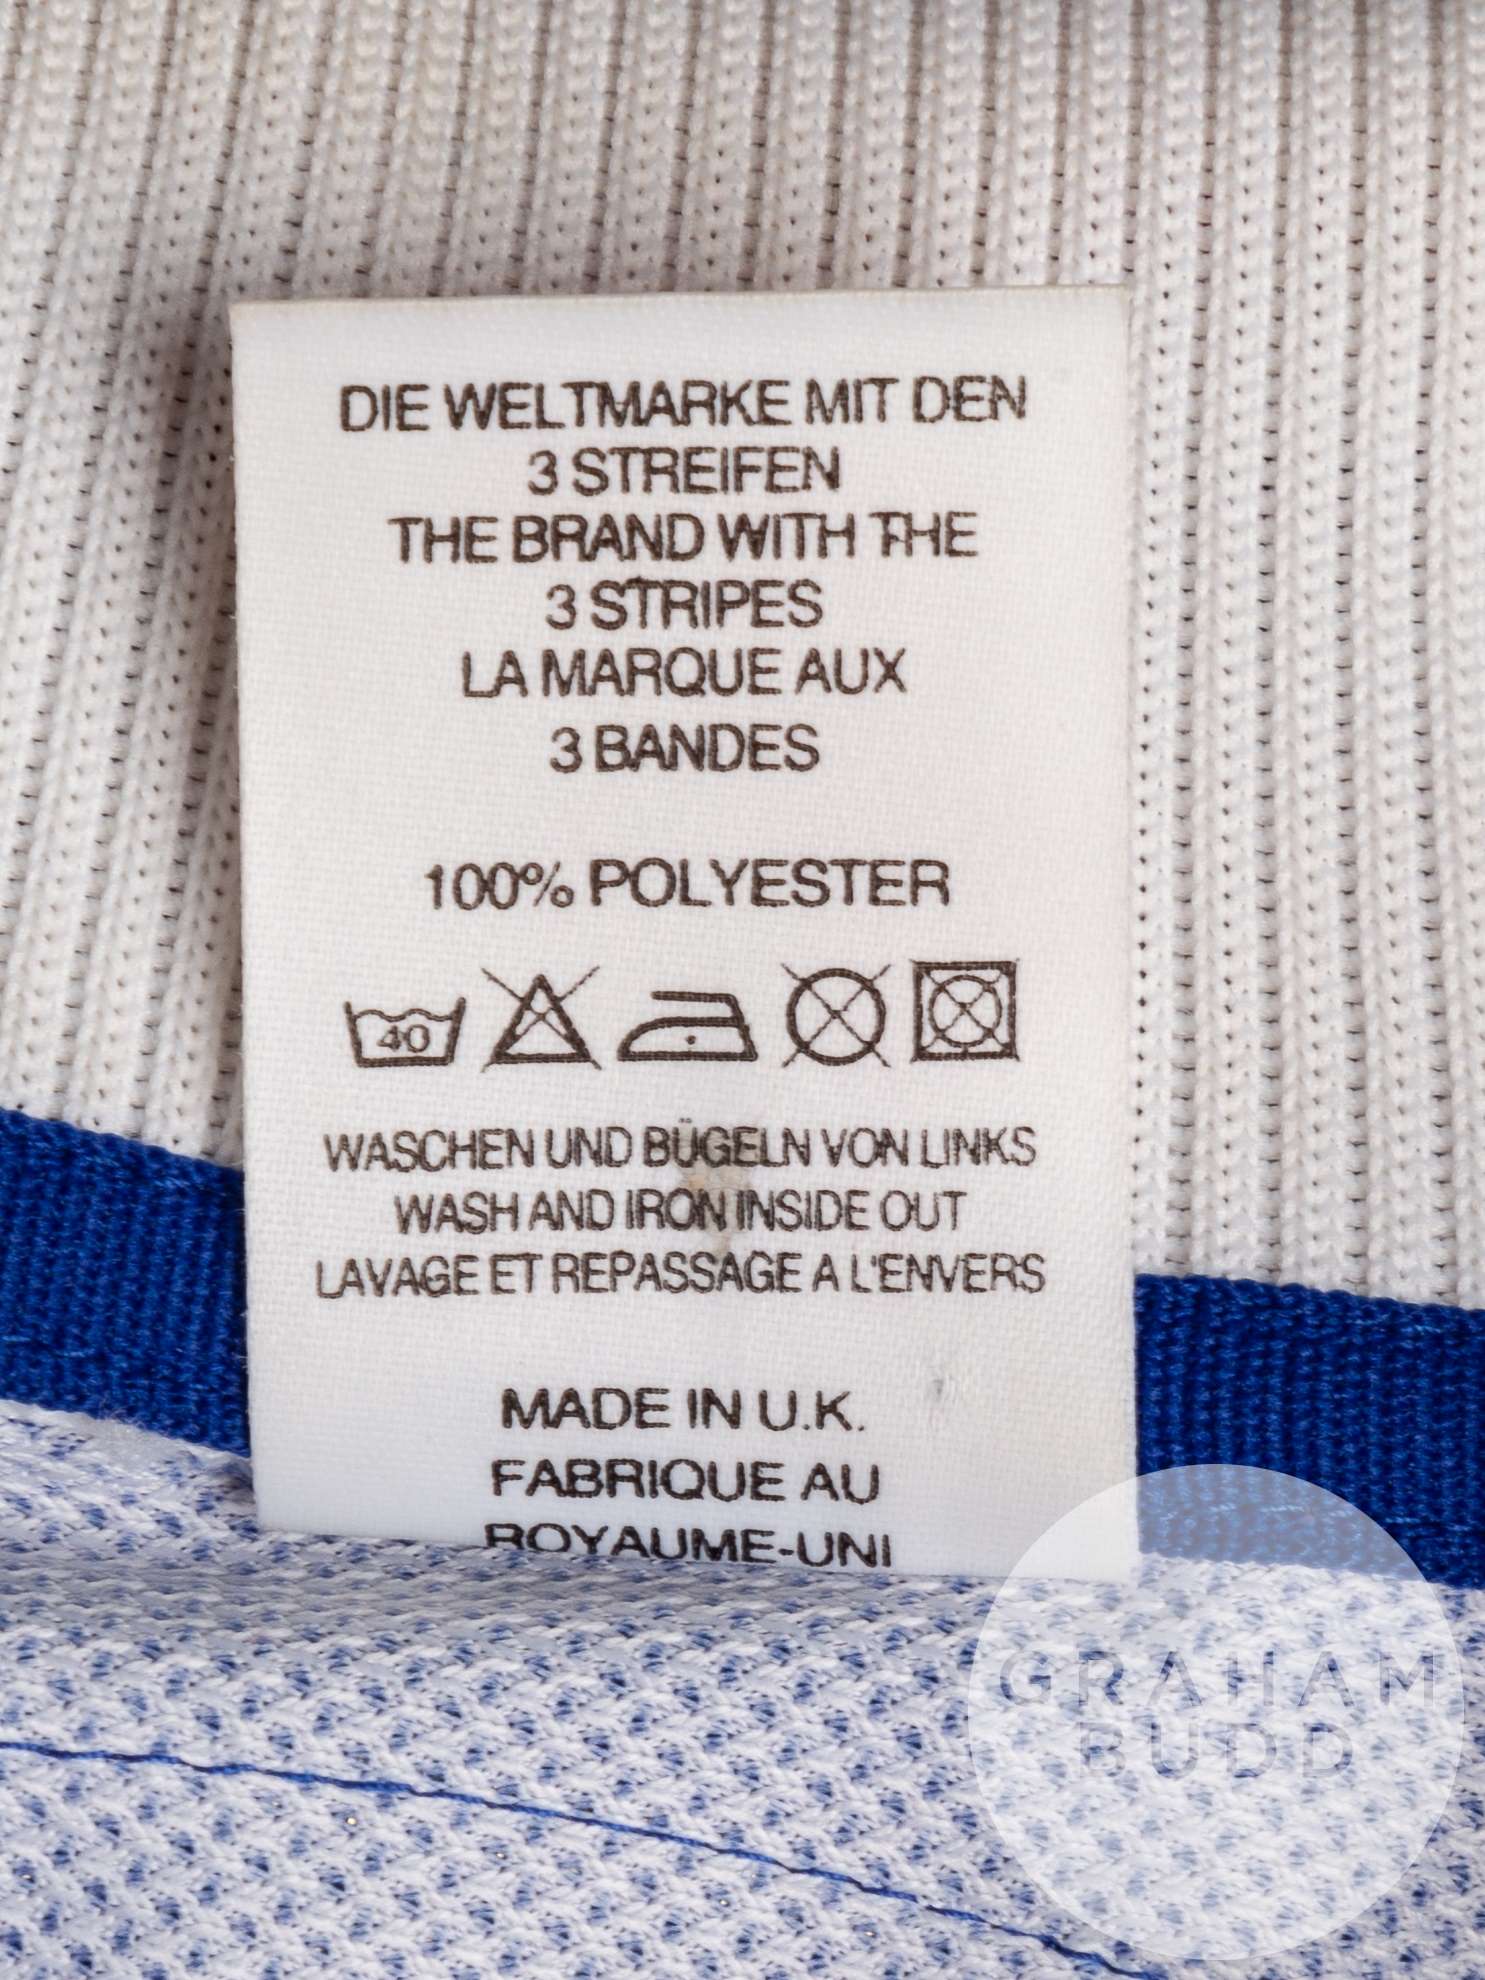 DIE WELTMARKE MIT DEN
3 STREIFEN
THE BRAND WITH THE
3 STRIPES
LA MARQUE AUX
3 BANDES
100% POLYESTER
40
WASCHEN UND BÜGELN VON LINKS
WASH AND IRON INSIDE OUT
LAVAGE ET REPASSAGE A L'ENVERS
MADE IN U.K.
FABRIQUE AU
ROYAUME-UNI
GRAHAM
BUDD